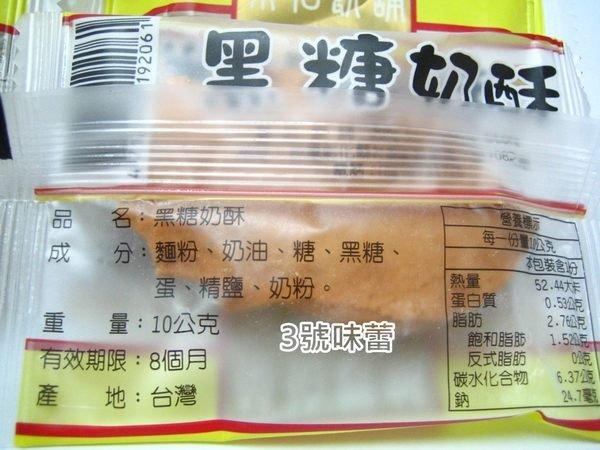 192061
黑糖奶酥
品　名：黑糖奶酥
成　分：麵粉、奶油、糖、黑糖、
蛋、精鹽、奶粉。
重　量：10公克
有效期限：8個月
產　地：台灣
3號味蕾
營養標示
每一份量10公克
本包裝含1份
熱量 52.44大卡
蛋白質 0.53公克
脂肪 2.76公克
飽和脂肪 1.52公克
反式脂肪 0公克
碳水化合物 6.37公克
鈉 24.7毫克